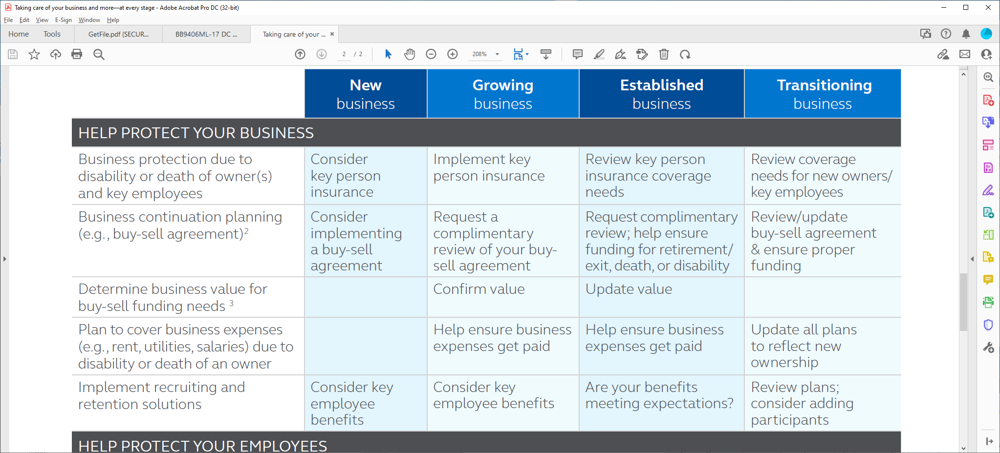 Taking care of your business and more—at every stage - Adobe Acrobat Pro DC (32-bit)
File Edit View E-Sign Window Help
Home Tools GetFile.pdf (SECUR... BB9406ML-17 DC ... Taking care of your ... ×
2 / 2 208%
New business
Growing business
Established business
Transitioning business
HELP PROTECT YOUR BUSINESS
Business protection due to
disability or death of owner(s)
and key employees
Consider
key person
insurance
Implement key
person insurance
Review key person
insurance coverage
needs
Review coverage
needs for new owners/
key employees
Business continuation planning
(e.g., buy-sell agreement)²
Consider
implementing
a buy-sell
agreement
Request a
complimentary
review of your buy-
sell agreement
Request complimentary
review; help ensure
funding for retirement/
exit, death, or disability
Review/update
buy-sell agreement
& ensure proper
funding
Determine business value for
buy-sell funding needs ³
Confirm value
Update value
Plan to cover business expenses
(e.g., rent, utilities, salaries) due to
disability or death of an owner
Help ensure business
expenses get paid
Help ensure business
expenses get paid
Update all plans
to reflect new
ownership
Implement recruiting and
retention solutions
Consider key
employee
benefits
Consider key
employee benefits
Are your benefits
meeting expectations?
Review plans;
consider adding
participants
HELP PROTECT YOUR EMPLOYEES